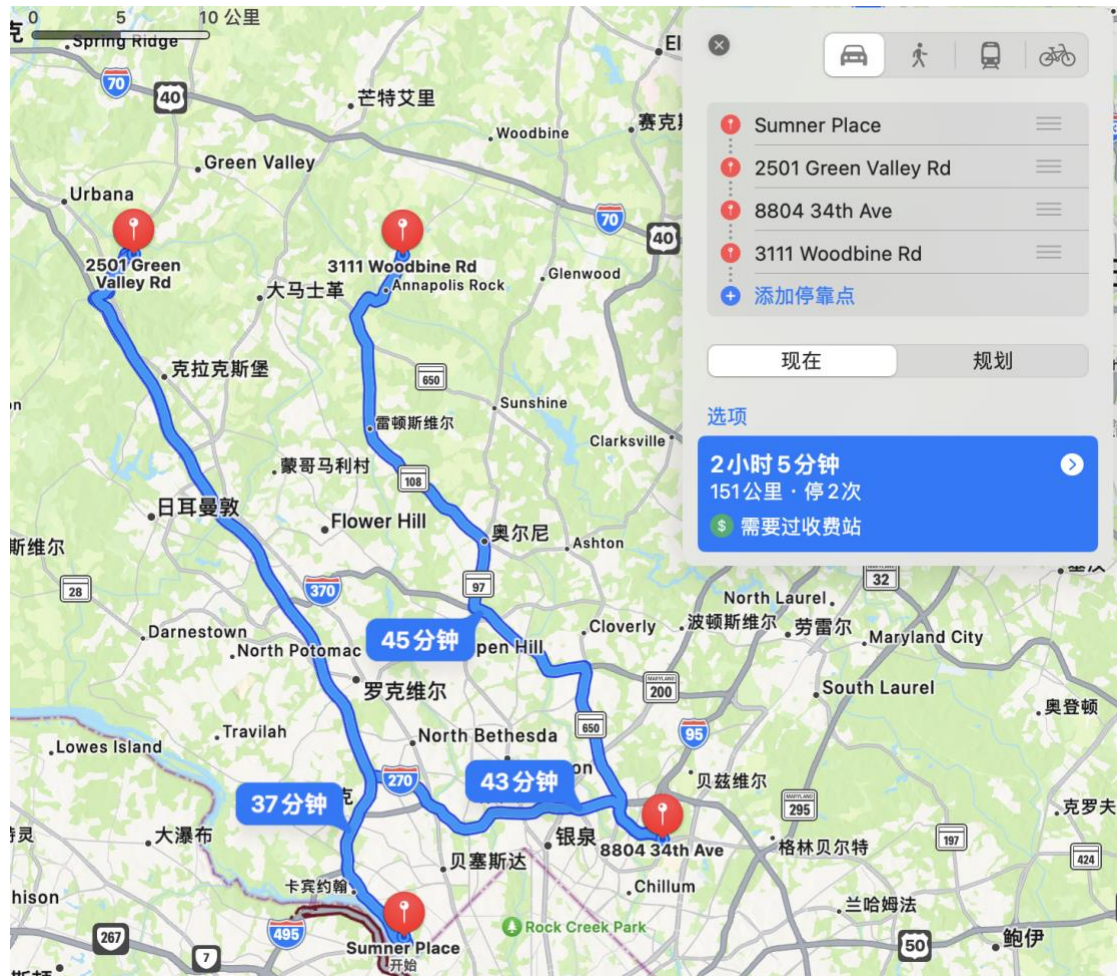 0 5 10 公里
克
Spring Ridge
70
40
芒特艾里
El
Woodbine
赛克
Green Valley
Urbana
70
40
2501 Green
Valley Rd
3111 Woodbine Rd
Annapolis Rock
Glenwood
大马士革
克拉克斯堡
650
Sunshine
雷顿斯维尔
Clarksville
蒙哥马利村
108
日耳曼敦
Flower Hill
奥尔尼
Ashton
斯维尔
28
370
97
32
North Laurel
Darnestown
North Potomac
45分钟
pen Hill
Cloverly
波顿斯维尔
劳雷尔
Maryland City
罗克维尔
MARYLAND
200
South Laurel
奥登顿
Travilah
Lowes Island
North Bethesda
650
95
270
43分钟
on
贝兹维尔
37分钟
克
MARYLAND
295
克罗夫
大瀑布
银泉
8804 34th Ave
格林贝尔特
197
424
贝塞斯达
卡宾约翰
Chillum
hison
兰哈姆法
495
Rock Creek Park
267
7
Sumner Place
开始
50
鲍伊
斯顿
Sumner Place
2501 Green Valley Rd
8804 34th Ave
3111 Woodbine Rd
添加停靠点
现在
规划
选项
2小时5分钟
151公里 · 停2次
$ 需要过收费站